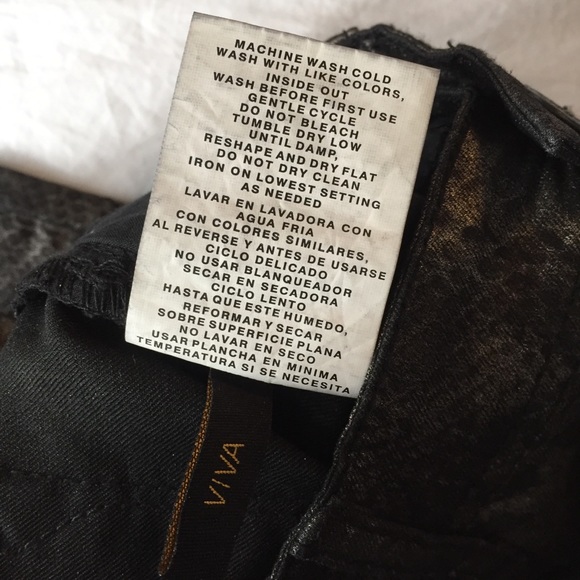 MACHINE WASH COLD
WASH WITH LIKE COLORS,
INSIDE OUT
WASH BEFORE FIRST USE
GENTLE CYCLE
DO NOT BLEACH
TUMBLE DRY LOW
UNTIL DAMP,
RESHAPE AND DRY FLAT
DO NOT DRY CLEAN
IRON ON LOWEST SETTING
AS NEEDED
LAVAR EN LAVADORA CON
AGUA FRIA
CON COLORES SIMILARES,
AL REVERSE Y ANTES DE USARSE
CICLO DELICADO
NO USAR BLANQUEADOR
SECAR EN SECADORA
CICLO LENTO
HASTA QUE ESTE HUMEDO,
REFORMAR Y SECAR
SOBRE SUPERFICIE PLANA
NO LAVAR EN SECO
USAR PLANCHA EN MINIMA
TEMPERATURA SI SE NECESITA
VIVA